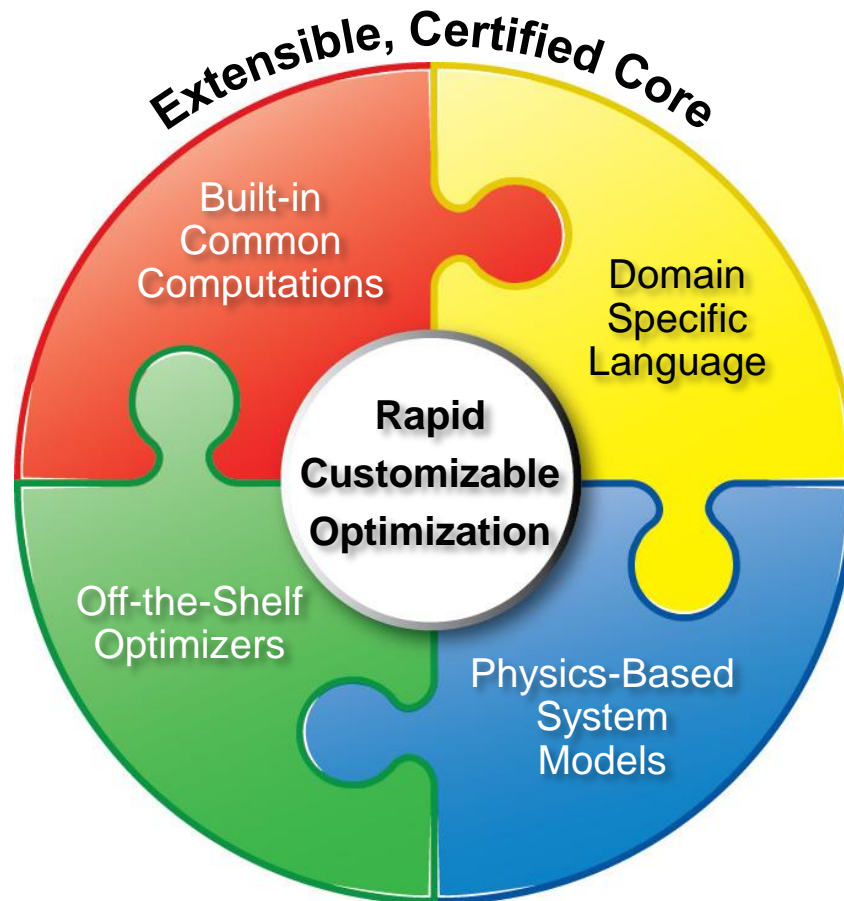 Extensible, Certified Core
Built-in
Common
Computations
Domain
Specific
Language
Rapid
Customizable
Optimization
Off-the-Shelf
Optimizers
Physics-Based
System
Models